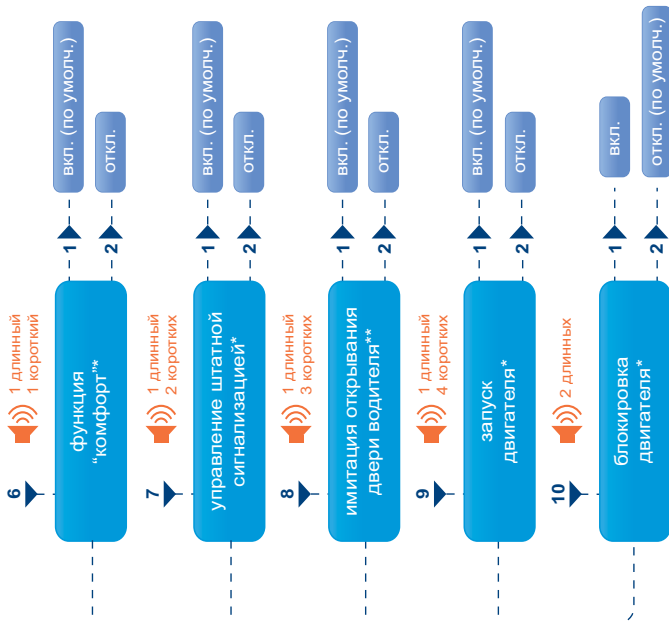 6
1 длинный
1 короткий
функция
“комфорт”*
1
вкл. (по умолч.)
2
откл.
7
1 длинный
2 коротких
управление штатной
сигнализацией*
1
вкл. (по умолч.)
2
откл.
8
1 длинный
3 коротких
имитация открывания
двери водителя**
1
вкл. (по умолч.)
2
откл.
9
1 длинный
4 коротких
запуск
двигателя*
1
вкл. (по умолч.)
2
откл.
10
2 длинных
блокировка
двигателя*
1
вкл.
2
откл. (по умолч.)